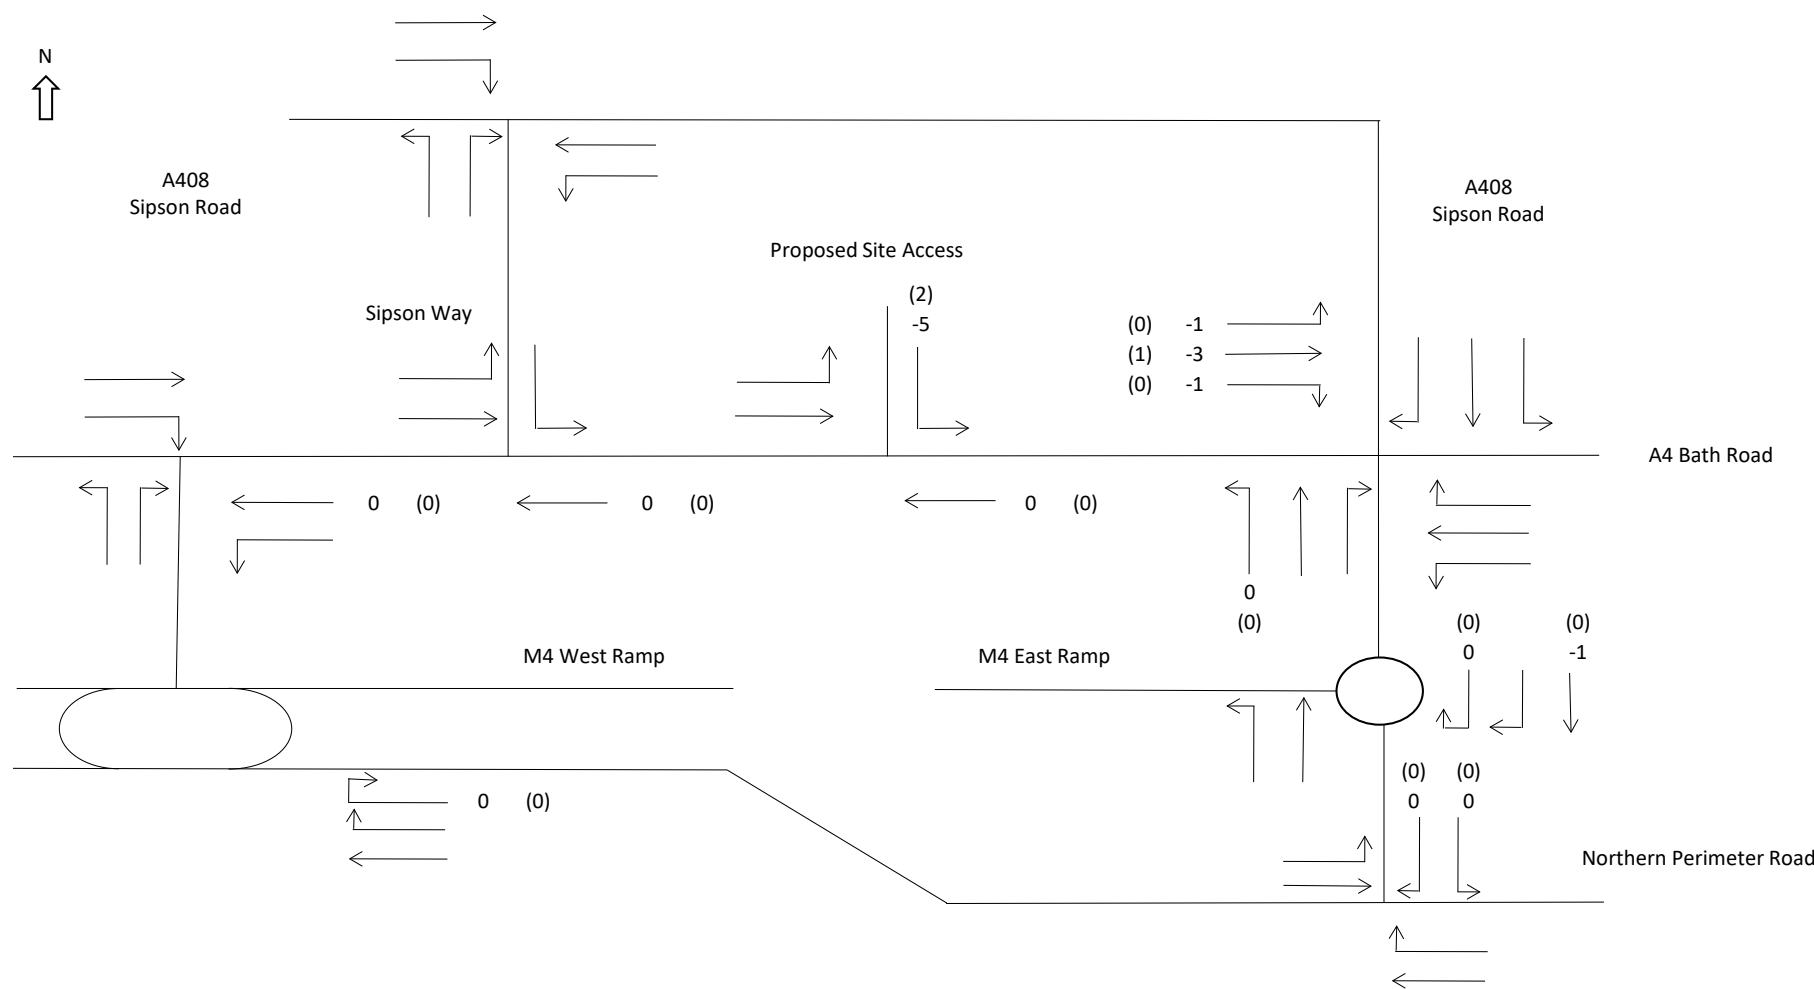 N
A408
Sipson Road
A408
Sipson Road
Proposed Site Access
(2)
-5
Sipson Way
(0) -1
(1) -3
(0) -1
A4 Bath Road
0 (0)
0 (0)
0 (0)
0
(0)
(0) (0)
0 -1
M4 West Ramp
M4 East Ramp
(0) (0)
0 0
0 (0)
Northern Perimeter Road